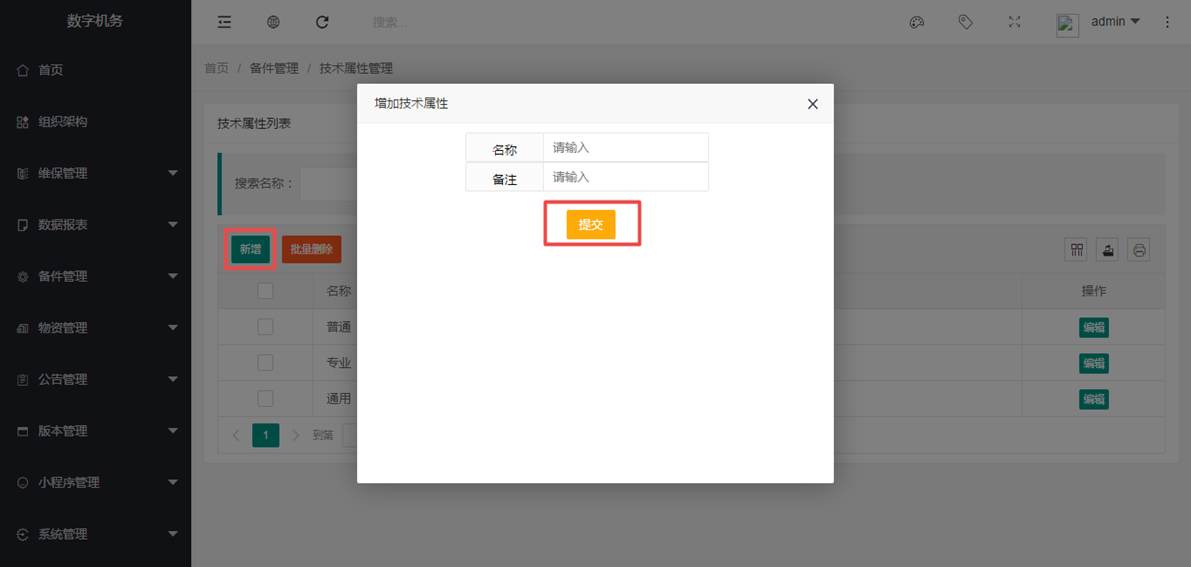 数字机务
搜索...
admin
首页
组织架构
维保管理
数据报表
备件管理
物资管理
公告管理
版本管理
小程序管理
系统管理
首页 / 备件管理 / 技术属性管理
技术属性列表
搜索名称：
新增 批量删除
名称 操作
普通 编辑
专业 编辑
通用 编辑
1 到第
增加技术属性
名称 请输入
备注 请输入
提交